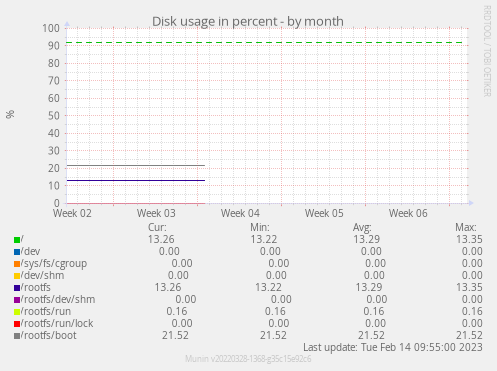 Disk usage in percent - by month
RRDTOOL / TOBI OETIKER
%
100
90
80
70
60
50
40
30
20
10
0
Week 02 Week 03 Week 04 Week 05 Week 06
Cur: Min: Avg: Max:
/ 13.26 13.22 13.29 13.35
/dev 0.00 0.00 0.00 0.00
/sys/fs/cgroup 0.00 0.00 0.00 0.00
/dev/shm 0.00 0.00 0.00 0.00
/rootfs 13.26 13.22 13.29 13.35
/rootfs/dev/shm 0.00 0.00 0.00 0.00
/rootfs/run 0.16 0.16 0.16 0.16
/rootfs/run/lock 0.00 0.00 0.00 0.00
/rootfs/boot 21.52 21.52 21.52 21.52
Last update: Tue Feb 14 09:55:00 2023
Munin v20220328-1368-g35c15e92c6